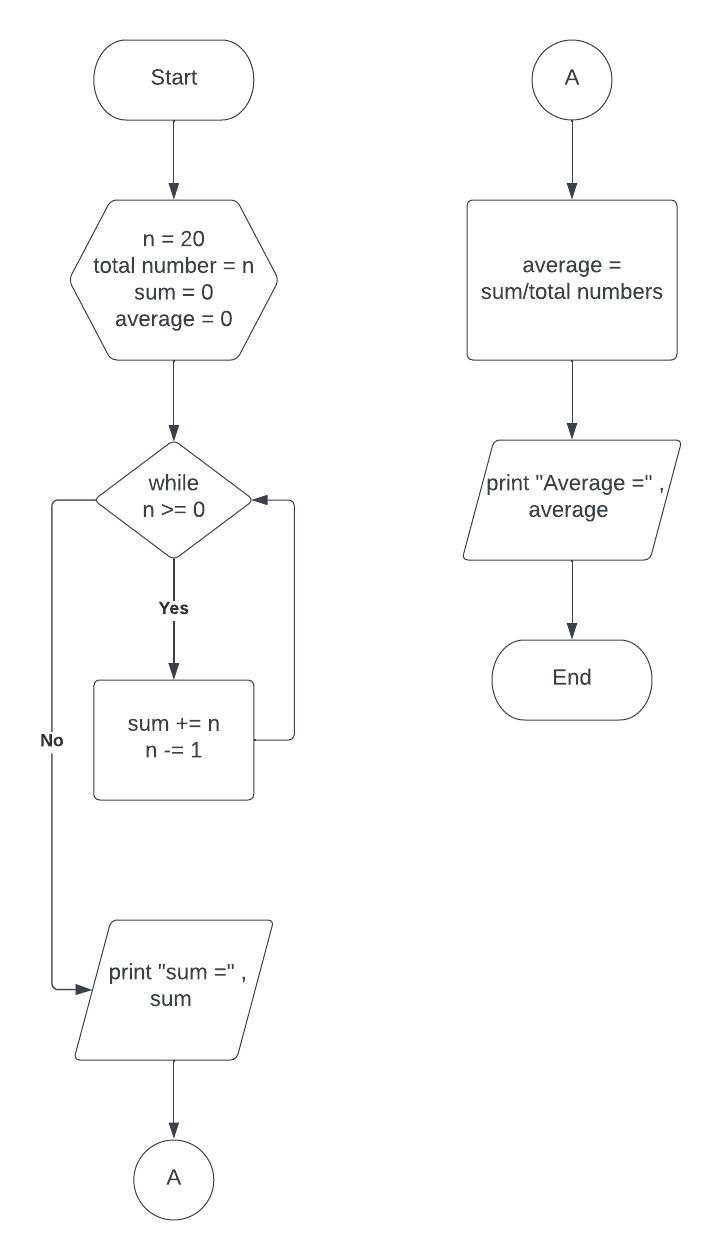 Start
n = 20
total number = n
sum = 0
average = 0
while
n >= 0
Yes
sum += n
n -= 1
No
print "sum =" ,
sum
A
A
average =
sum/total numbers
print "Average =" ,
average
End